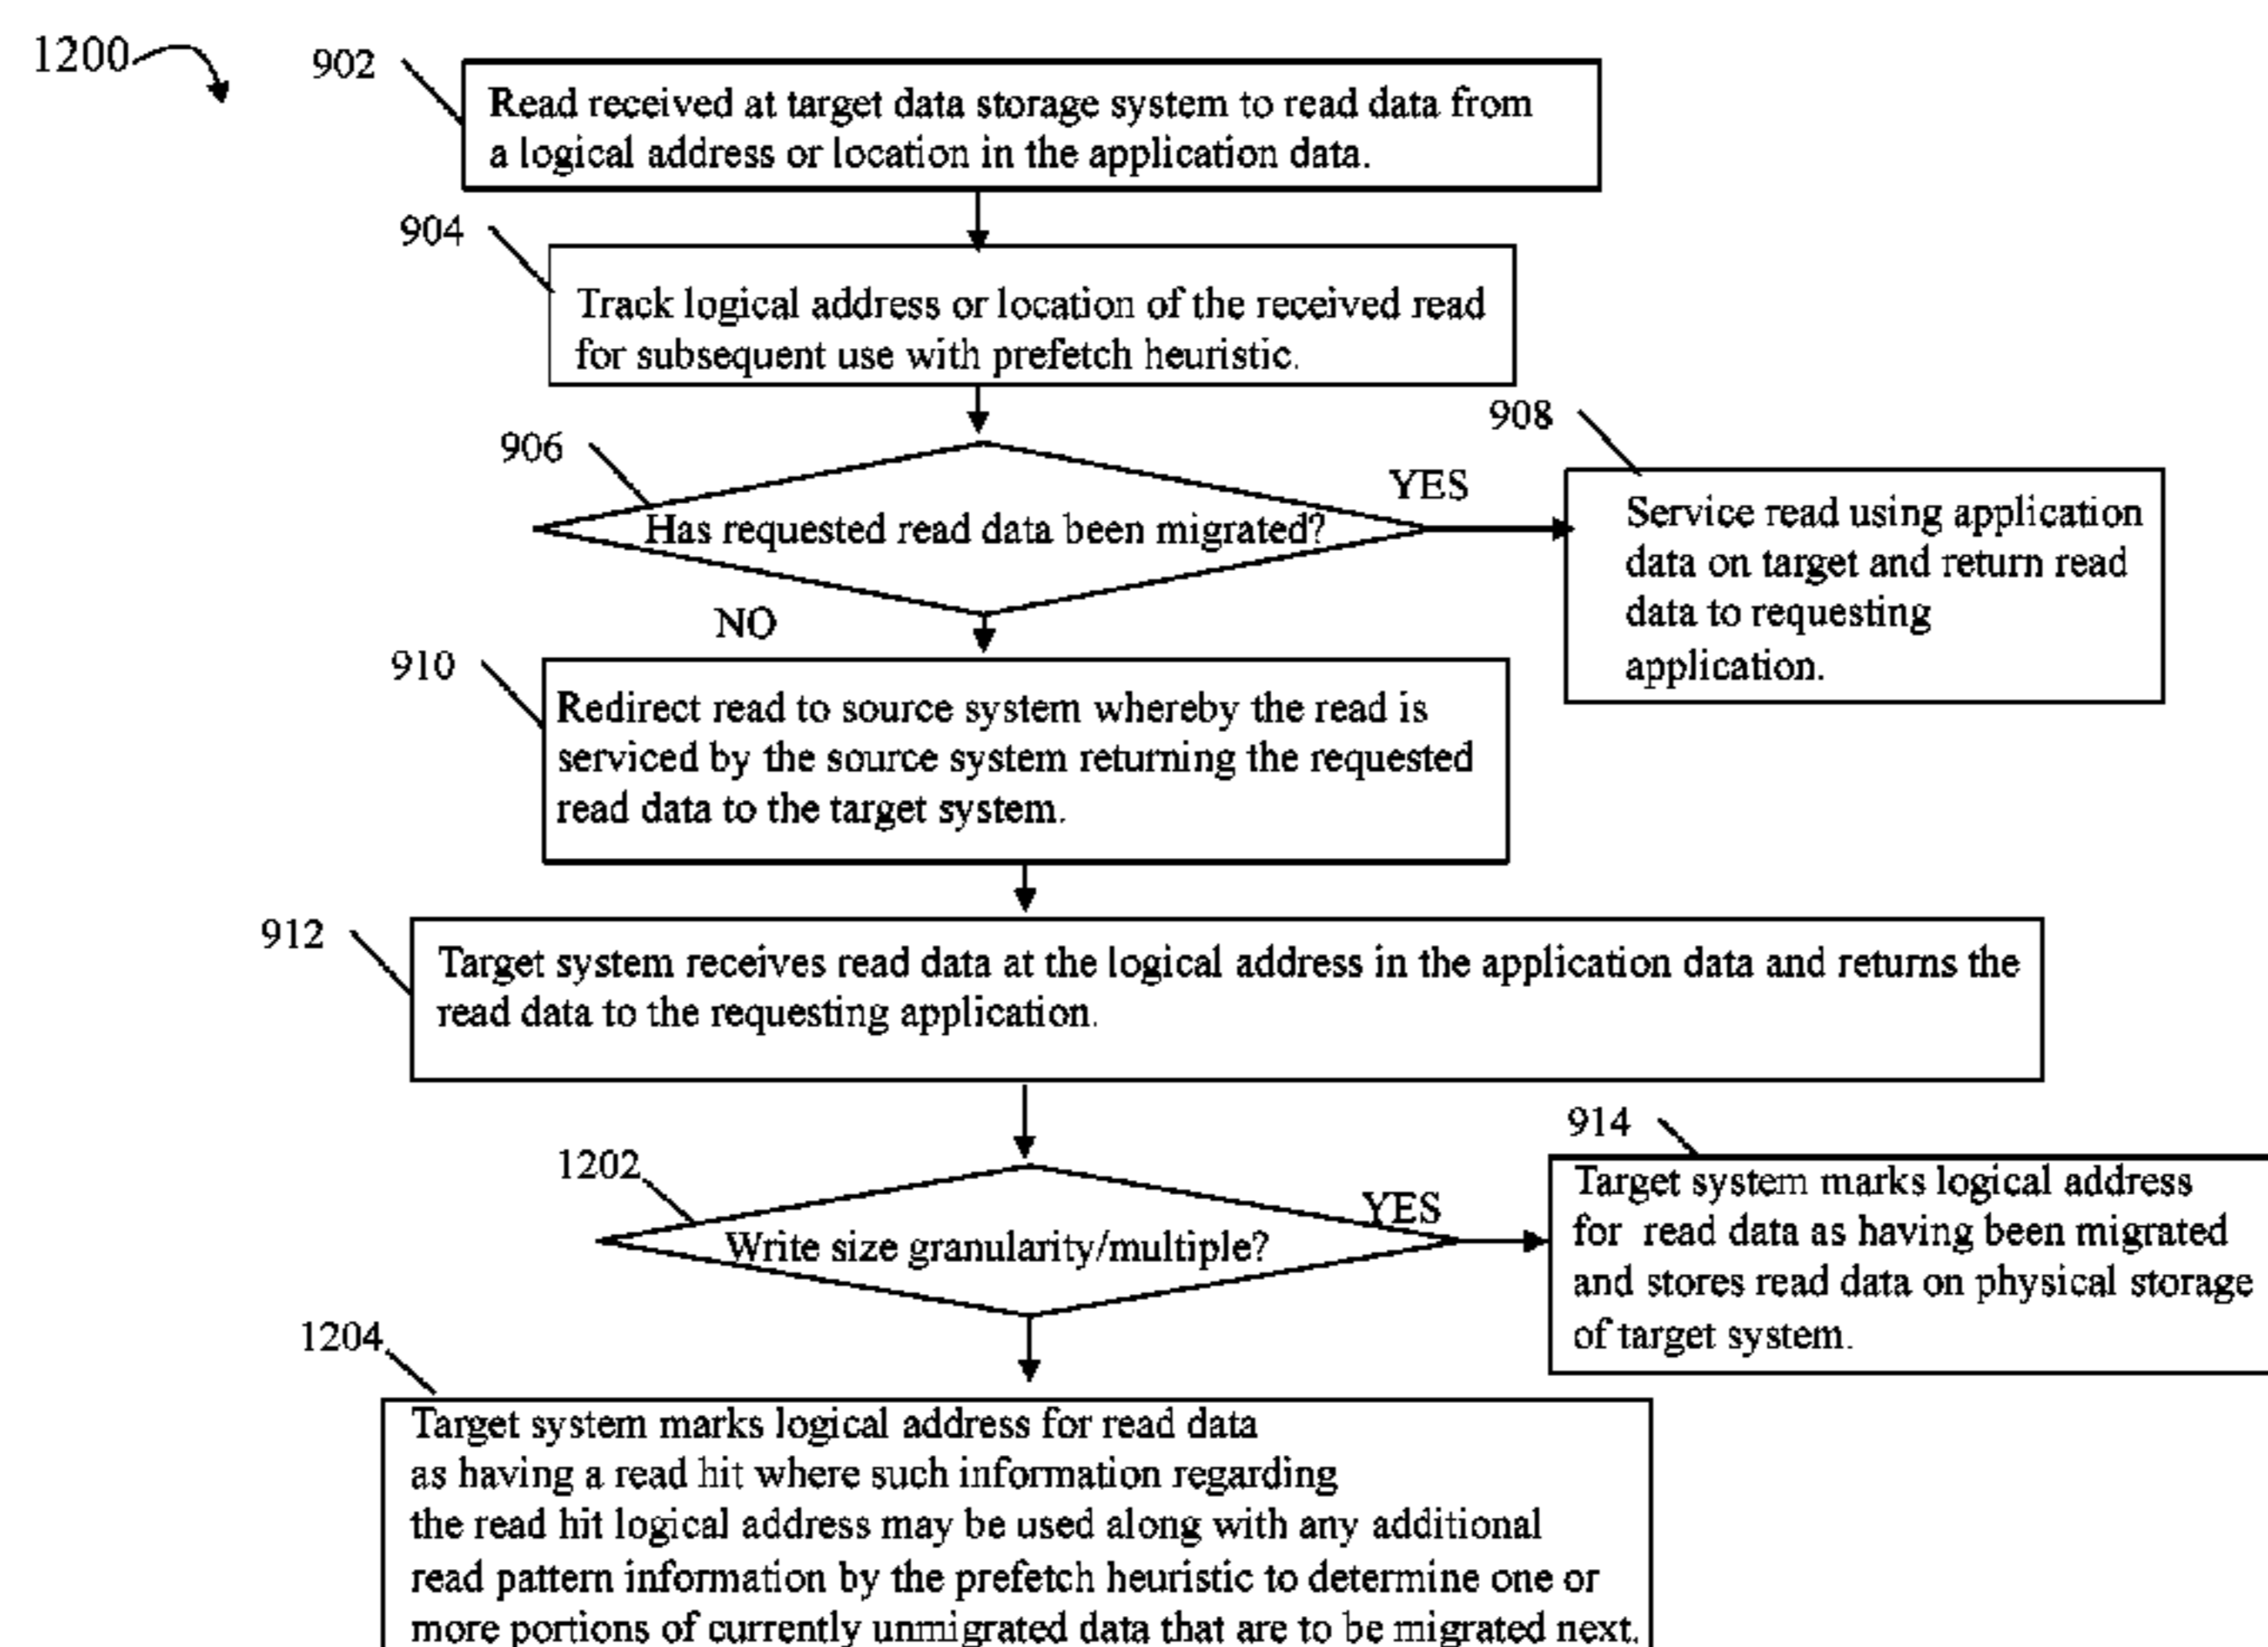 1200
902
Read received at target data storage system to read data from
a logical address or location in the application data.
904
Track logical address or location of the received read
for subsequent use with prefetch heuristic.
906
Has requested read data been migrated?
YES
908
Service read using application
data on target and return read
data to requesting
application.
NO
910
Redirect read to source system whereby the read is
serviced by the source system returning the requested
read data to the target system.
912
Target system receives read data at the logical address in the application data and returns the
read data to the requesting application.
1202
Write size granularity/multiple?
YES
914
Target system marks logical address
for read data as having been migrated
and stores read data on physical storage
of target system.
1204
Target system marks logical address for read data
as having a read hit where such information regarding
the read hit logical address may be used along with any additional
read pattern information by the prefetch heuristic to determine one or
more portions of currently unmigrated data that are to be migrated next.